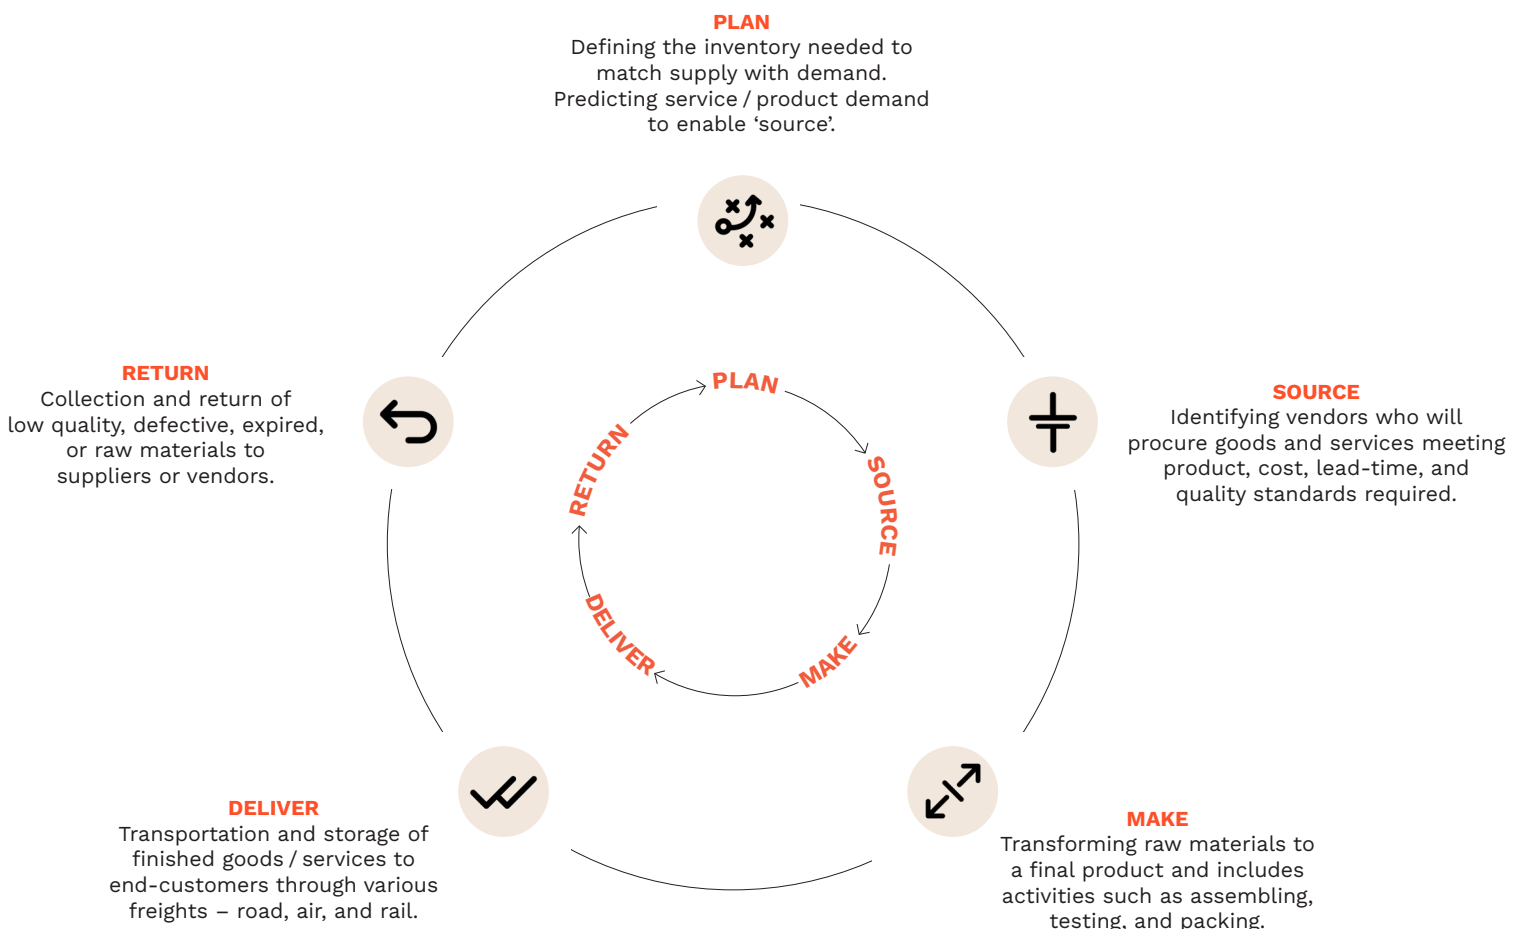 PLAN
Defining the inventory needed to
match supply with demand.
Predicting service / product demand
to enable ‘source’.
RETURN
Collection and return of
low quality, defective, expired,
or raw materials to
suppliers or vendors.
PLAN
SOURCE
MAKE
DELIVER
RETURN
SOURCE
Identifying vendors who will
procure goods and services meeting
product, cost, lead-time, and
quality standards required.
DELIVER
Transportation and storage of
finished goods / services to
end-customers through various
freights – road, air, and rail.
MAKE
Transforming raw materials to
a final product and includes
activities such as assembling,
testing, and packing.